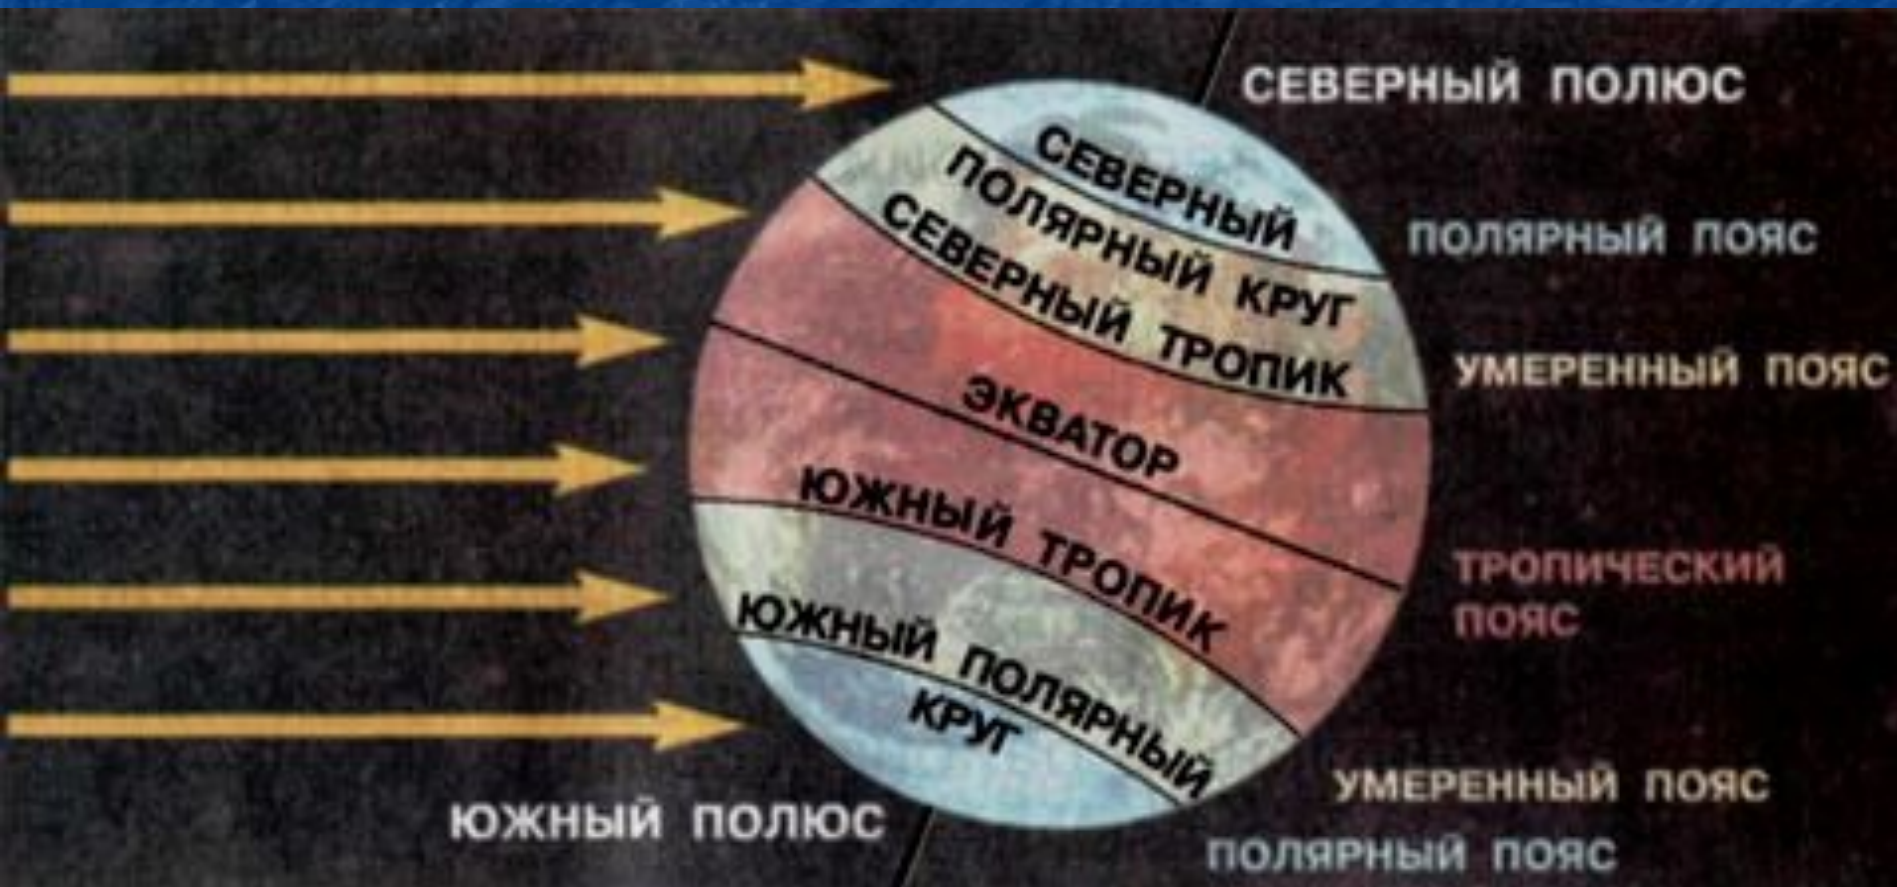 СЕВЕРНЫЙ ПОЛЮС
СЕВЕРНЫЙ
ПОЛЯРНЫЙ КРУГ
ПОЛЯРНЫЙ ПОЯС
СЕВЕРНЫЙ ТРОПИК
УМЕРЕННЫЙ ПОЯС
ЭКВАТОР
ЮЖНЫЙ ТРОПИК
ТРОПИЧЕСКИЙ
ПОЯС
ЮЖНЫЙ ПОЛЯРНЫЙ
КРУГ
УМЕРЕННЫЙ ПОЯС
ЮЖНЫЙ ПОЛЮС
ПОЛЯРНЫЙ ПОЯС